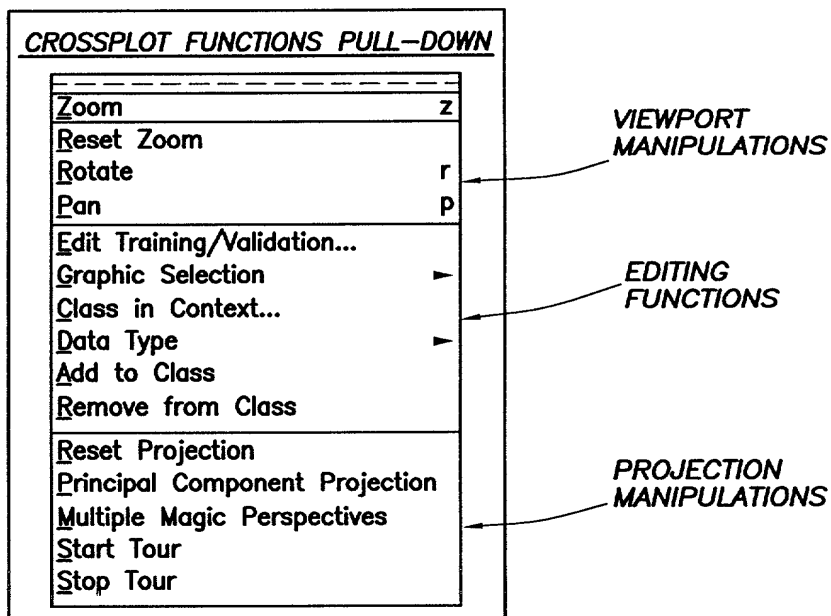 CROSSPLOT FUNCTIONS PULL-DOWN
Zoom z
Reset Zoom
Rotate r
Pan p
VIEWPORT
MANIPULATIONS
Edit Training/Validation...
Graphic Selection
Class in Context...
Data Type
Add to Class
Remove from Class
EDITING
FUNCTIONS
Reset Projection
Principal Component Projection
Multiple Magic Perspectives
Start Tour
Stop Tour
PROJECTION
MANIPULATIONS